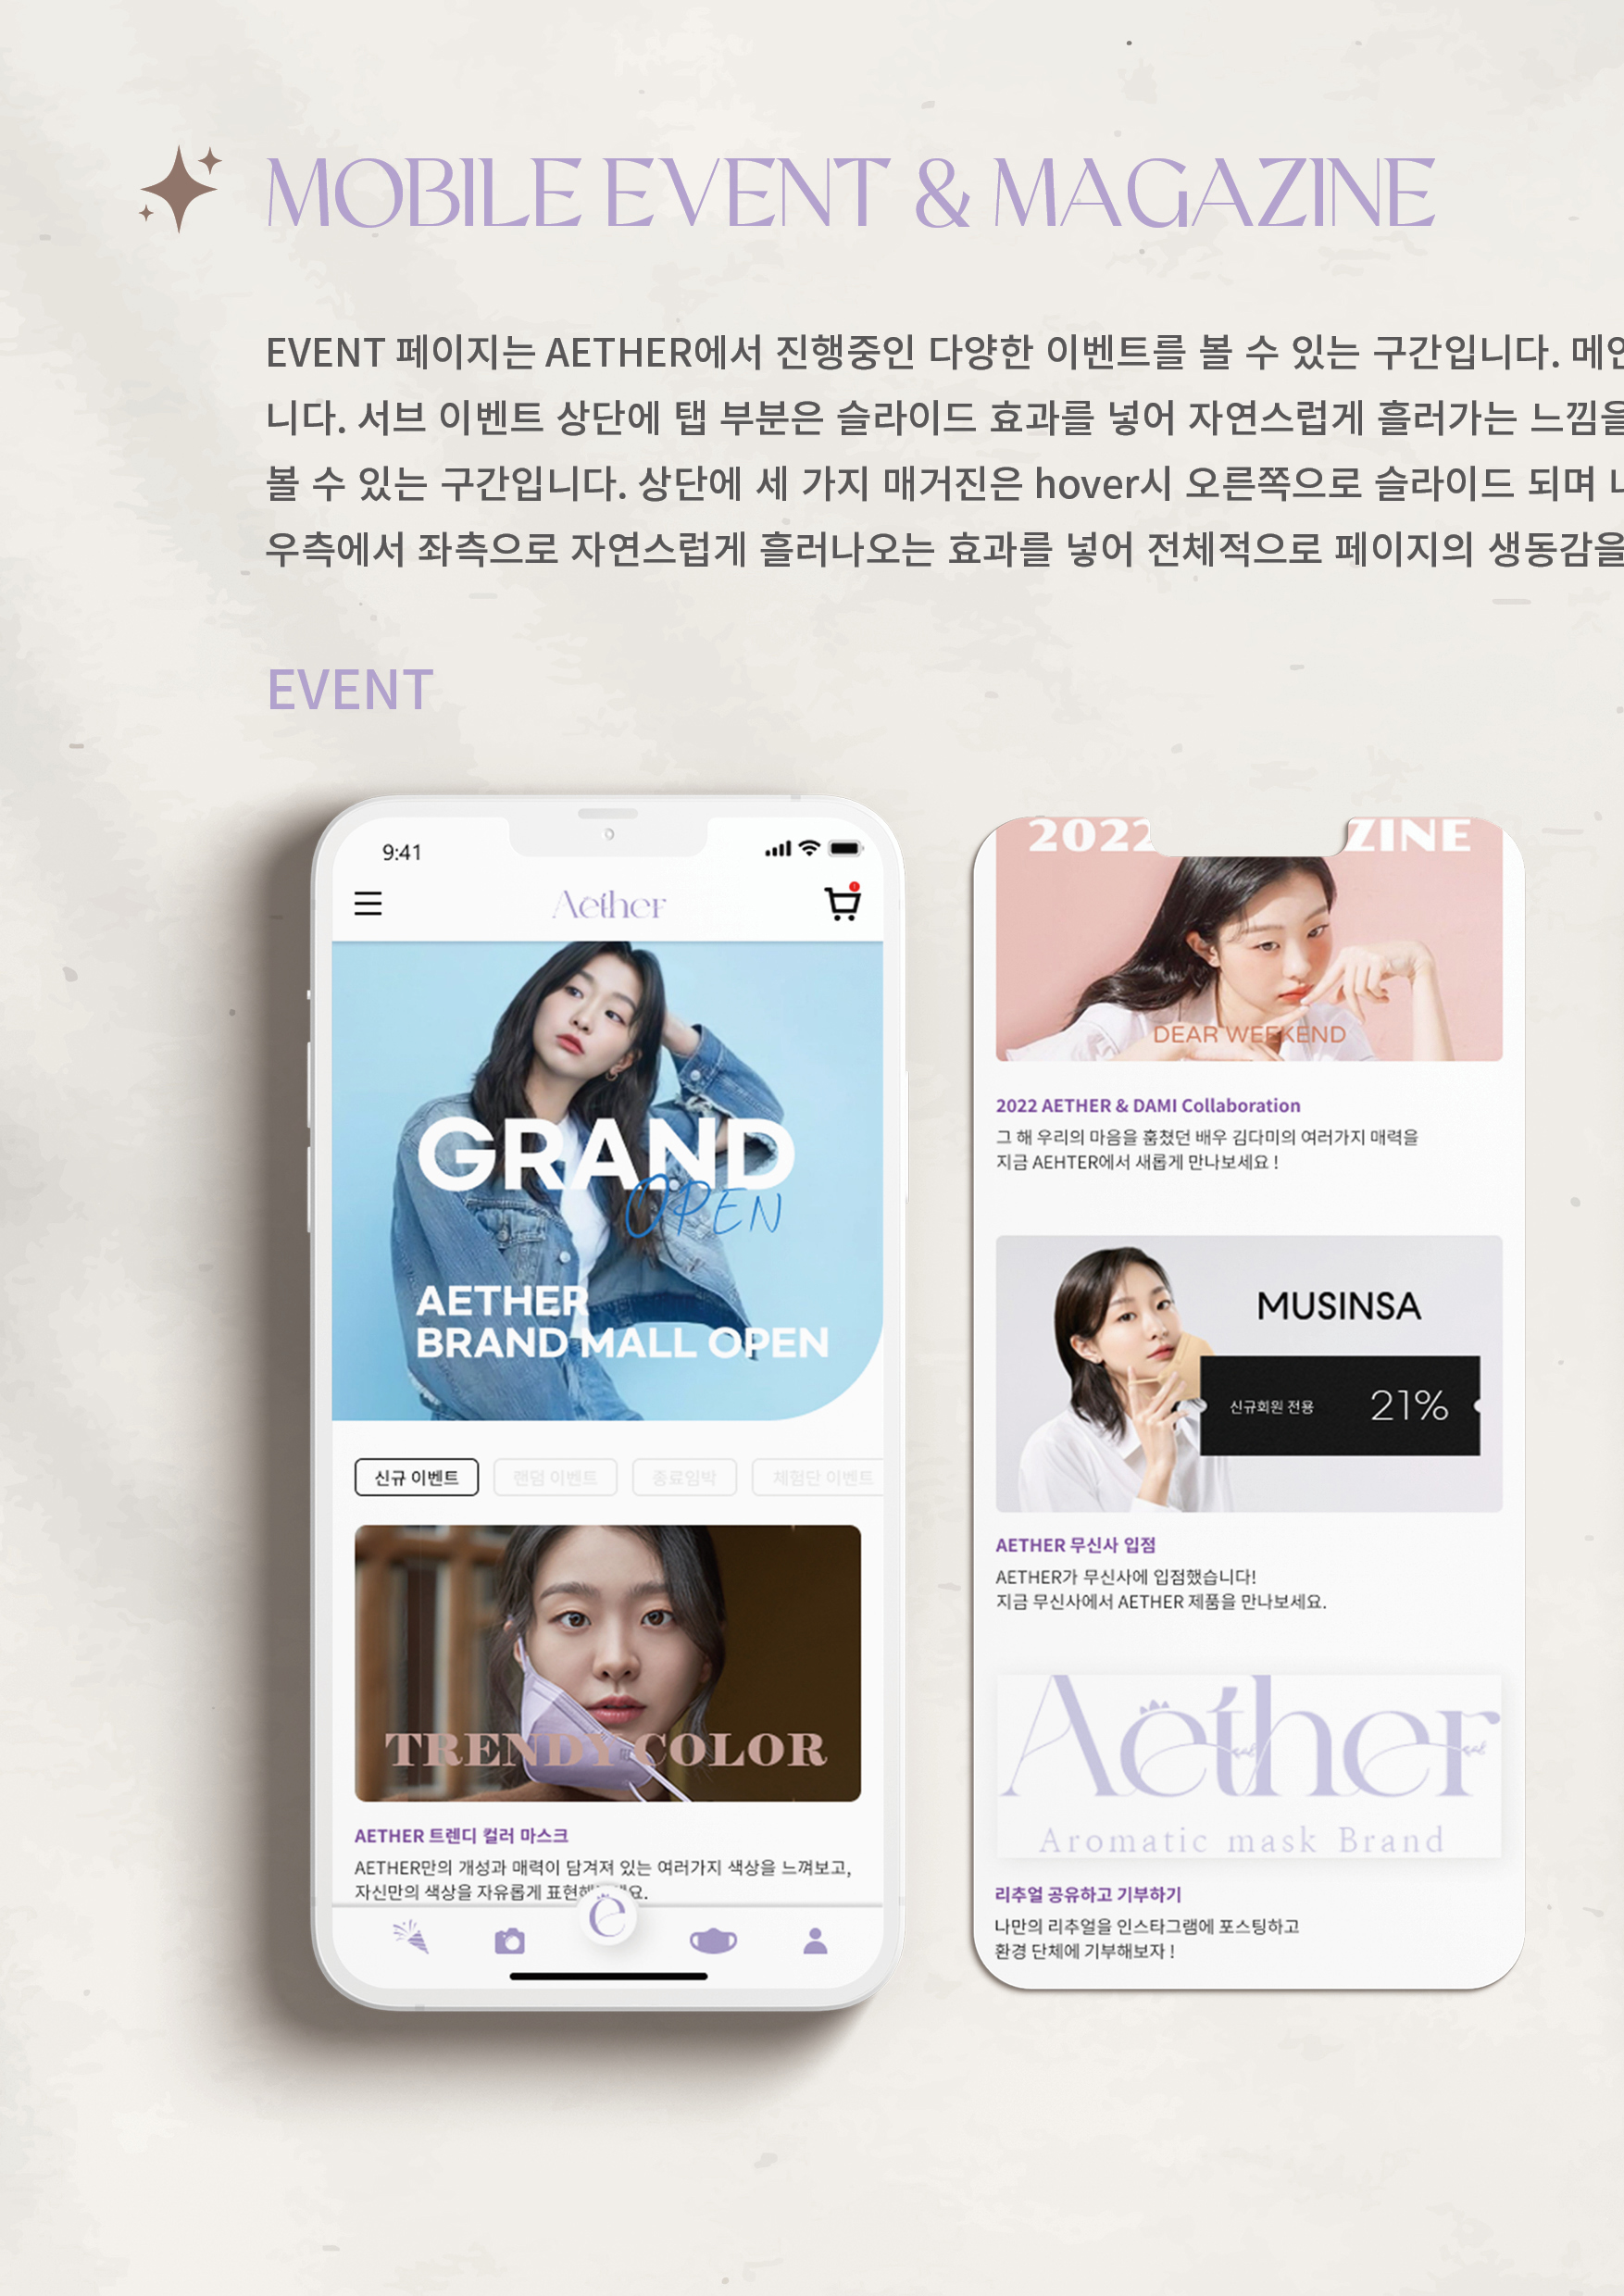 MOBILE EVENT & MAGAZINE
EVENT 페이지는 AETHER에서 진행중인 다양한 이벤트를 볼 수 있는 구간입니다.
니다. 서브 이벤트 상단에 탭 부분은 슬라이드 효과를 넣어 자연스럽게 흘러가는 느낌을
볼 수 있는 구간입니다. 상단에 세 가지 매거진은 hover시 오른쪽으로 슬라이드 되며
우측에서 좌측으로 자연스럽게 흘러나오는 효과를 넣어 전체적으로 페이지의 생동감을
EVENT
9:41
Aether
GRAND
OPEN
AETHER
BRAND MALL OPEN
신규 이벤트 랜덤 이벤트 종료임박 체험단 이벤트
TRENDY COLOR
AETHER 트렌디 컬러 마스크
AETHER만의 개성과 매력이 담겨져 있는 여러가지 색상을 느껴보고,
자신만의 색상을 자유롭게 요.
e
2022 ZINE
DEAR WEEKEND
2022 AETHER & DAMI Collaboration
그 해 우리의 마음을 훔쳤던 배우 김다미의 여러가지 매력을
지금 AEHTER에서 새롭게 만나보세요 !
MUSINSA
신규회원 전용 21%
AETHER 무신사 입점
AETHER가 무신사에 입점했습니다!
지금 무신사에서 AETHER 제품을 만나보세요.
Aether
Aromatic mask Brand
리추얼 공유하고 기부하기
나만의 리추얼을 인스타그램에 포스팅하고
환경 단체에 기부해보자 !